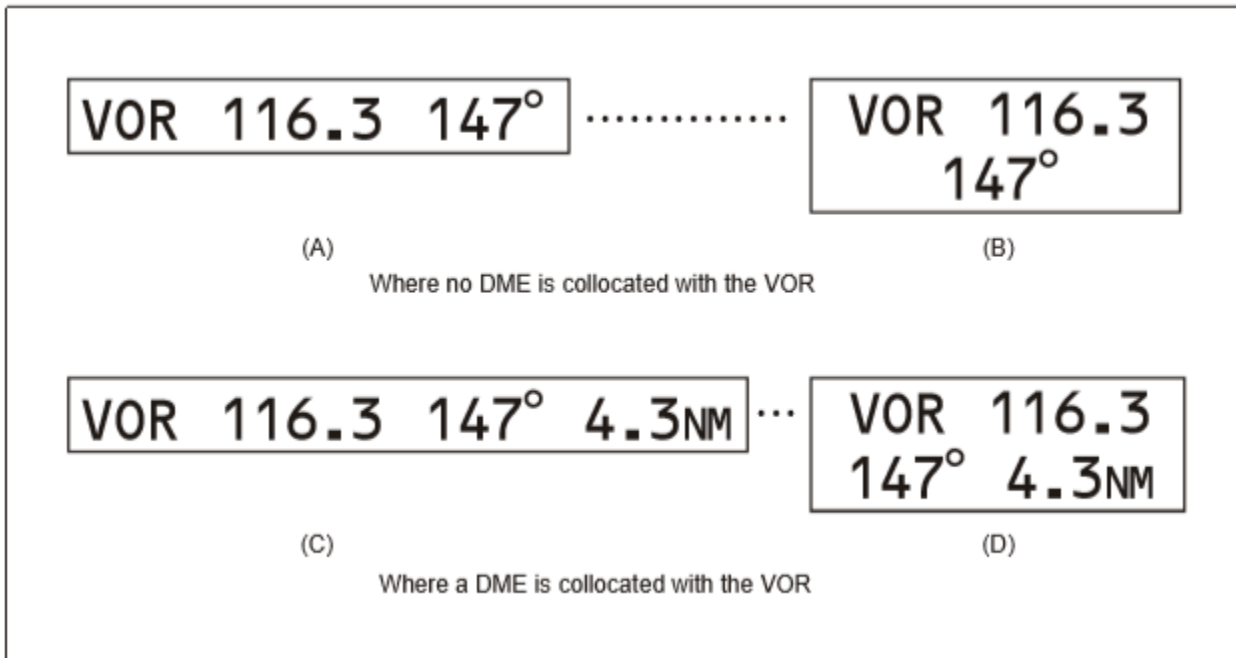 VOR 116.3 147°
VOR 116.3
147°
(A)
(B)
Where no DME is collocated with the VOR
VOR 116.3 147° 4.3NM
VOR 116.3
147° 4.3NM
(C)
(D)
Where a DME is collocated with the VOR